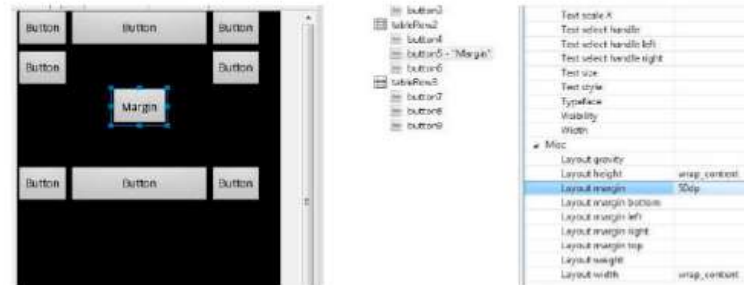 Button Button Button
Button Button
Margin
Button Button Button
button3
tableRow2
button4
button5 - "Margin"
button6
tableRow3
button7
button8
button9
Text scale X
Text select handle
Text select handle left
Text select handle right
Text size
Text style
Typeface
Visibility
Width
Misc
Layout gravity
Layout height wrap_content
Layout margin 50dp
Layout margin bottom
Layout margin left
Layout margin right
Layout margin top
Layout weight
Layout width wrap_content